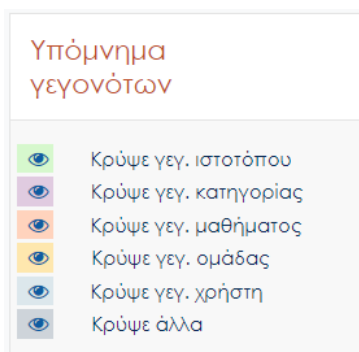 Υπόμνημα
γεγονότων
Κρύψε γεγ. ιστοτόπου
Κρύψε γεγ. κατηγορίας
Κρύψε γεγ. μαθήματος
Κρύψε γεγ. ομάδας
Κρύψε γεγ. χρήστη
Κρύψε άλλα